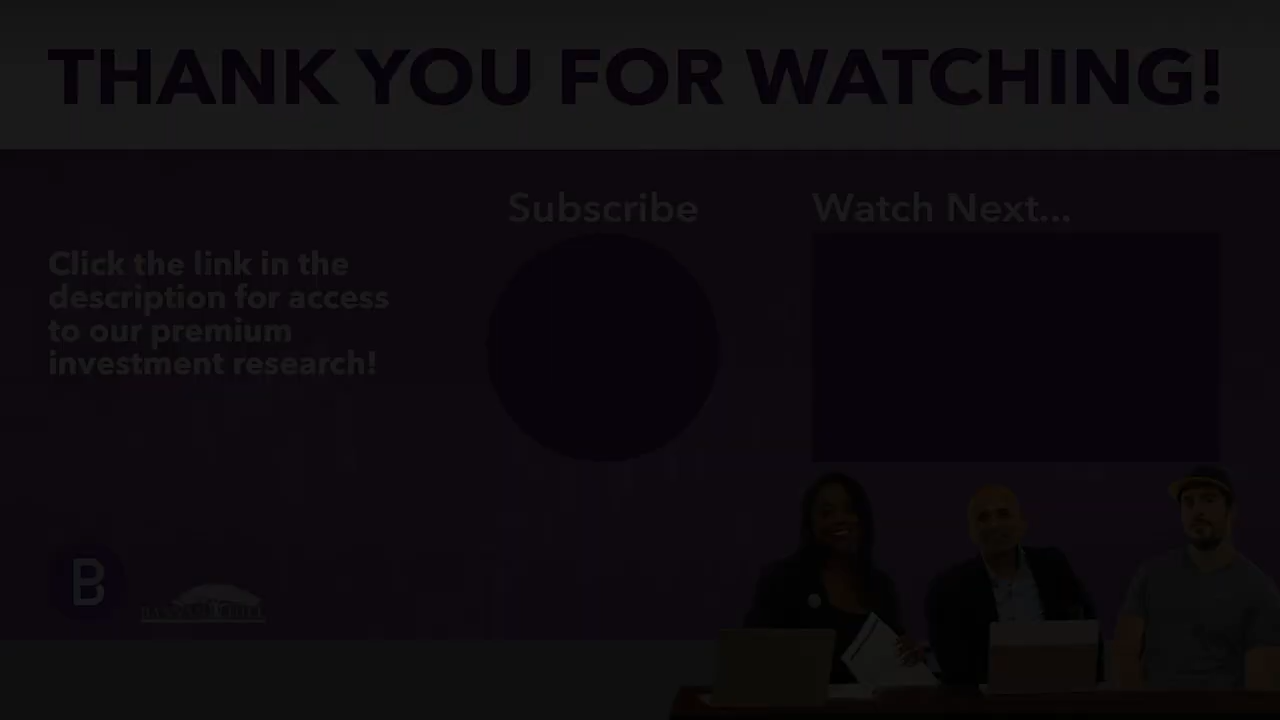 THANK YOU FOR WATCHING!
Subscribe
Watch Next...
Click the link in the
description for access
to our premium
investment research!
B